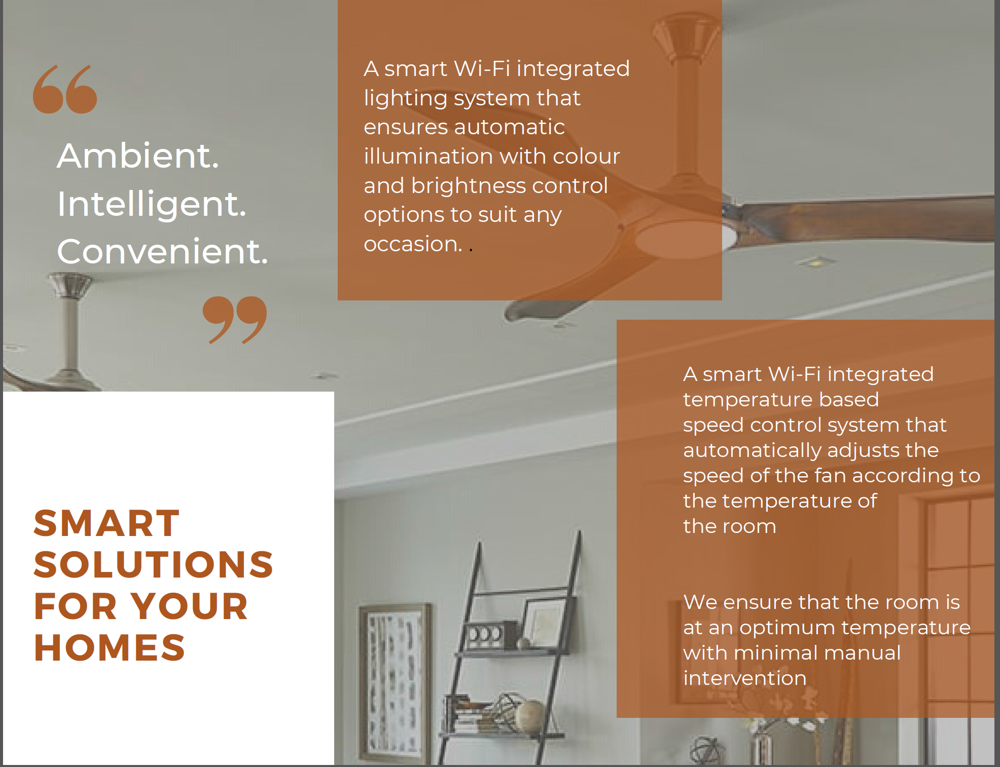 “
Ambient.
Intelligent.
Convenient.
”
A smart Wi-Fi integrated
lighting system that
ensures automatic
illumination with colour
and brightness control
options to suit any
occasion. .
SMART
SOLUTIONS
FOR YOUR
HOMES
A smart Wi-Fi integrated
temperature based
speed control system that
automatically adjusts the
speed of the fan according to
the temperature of
the room
We ensure that the room is
at an optimum temperature
with minimal manual
intervention